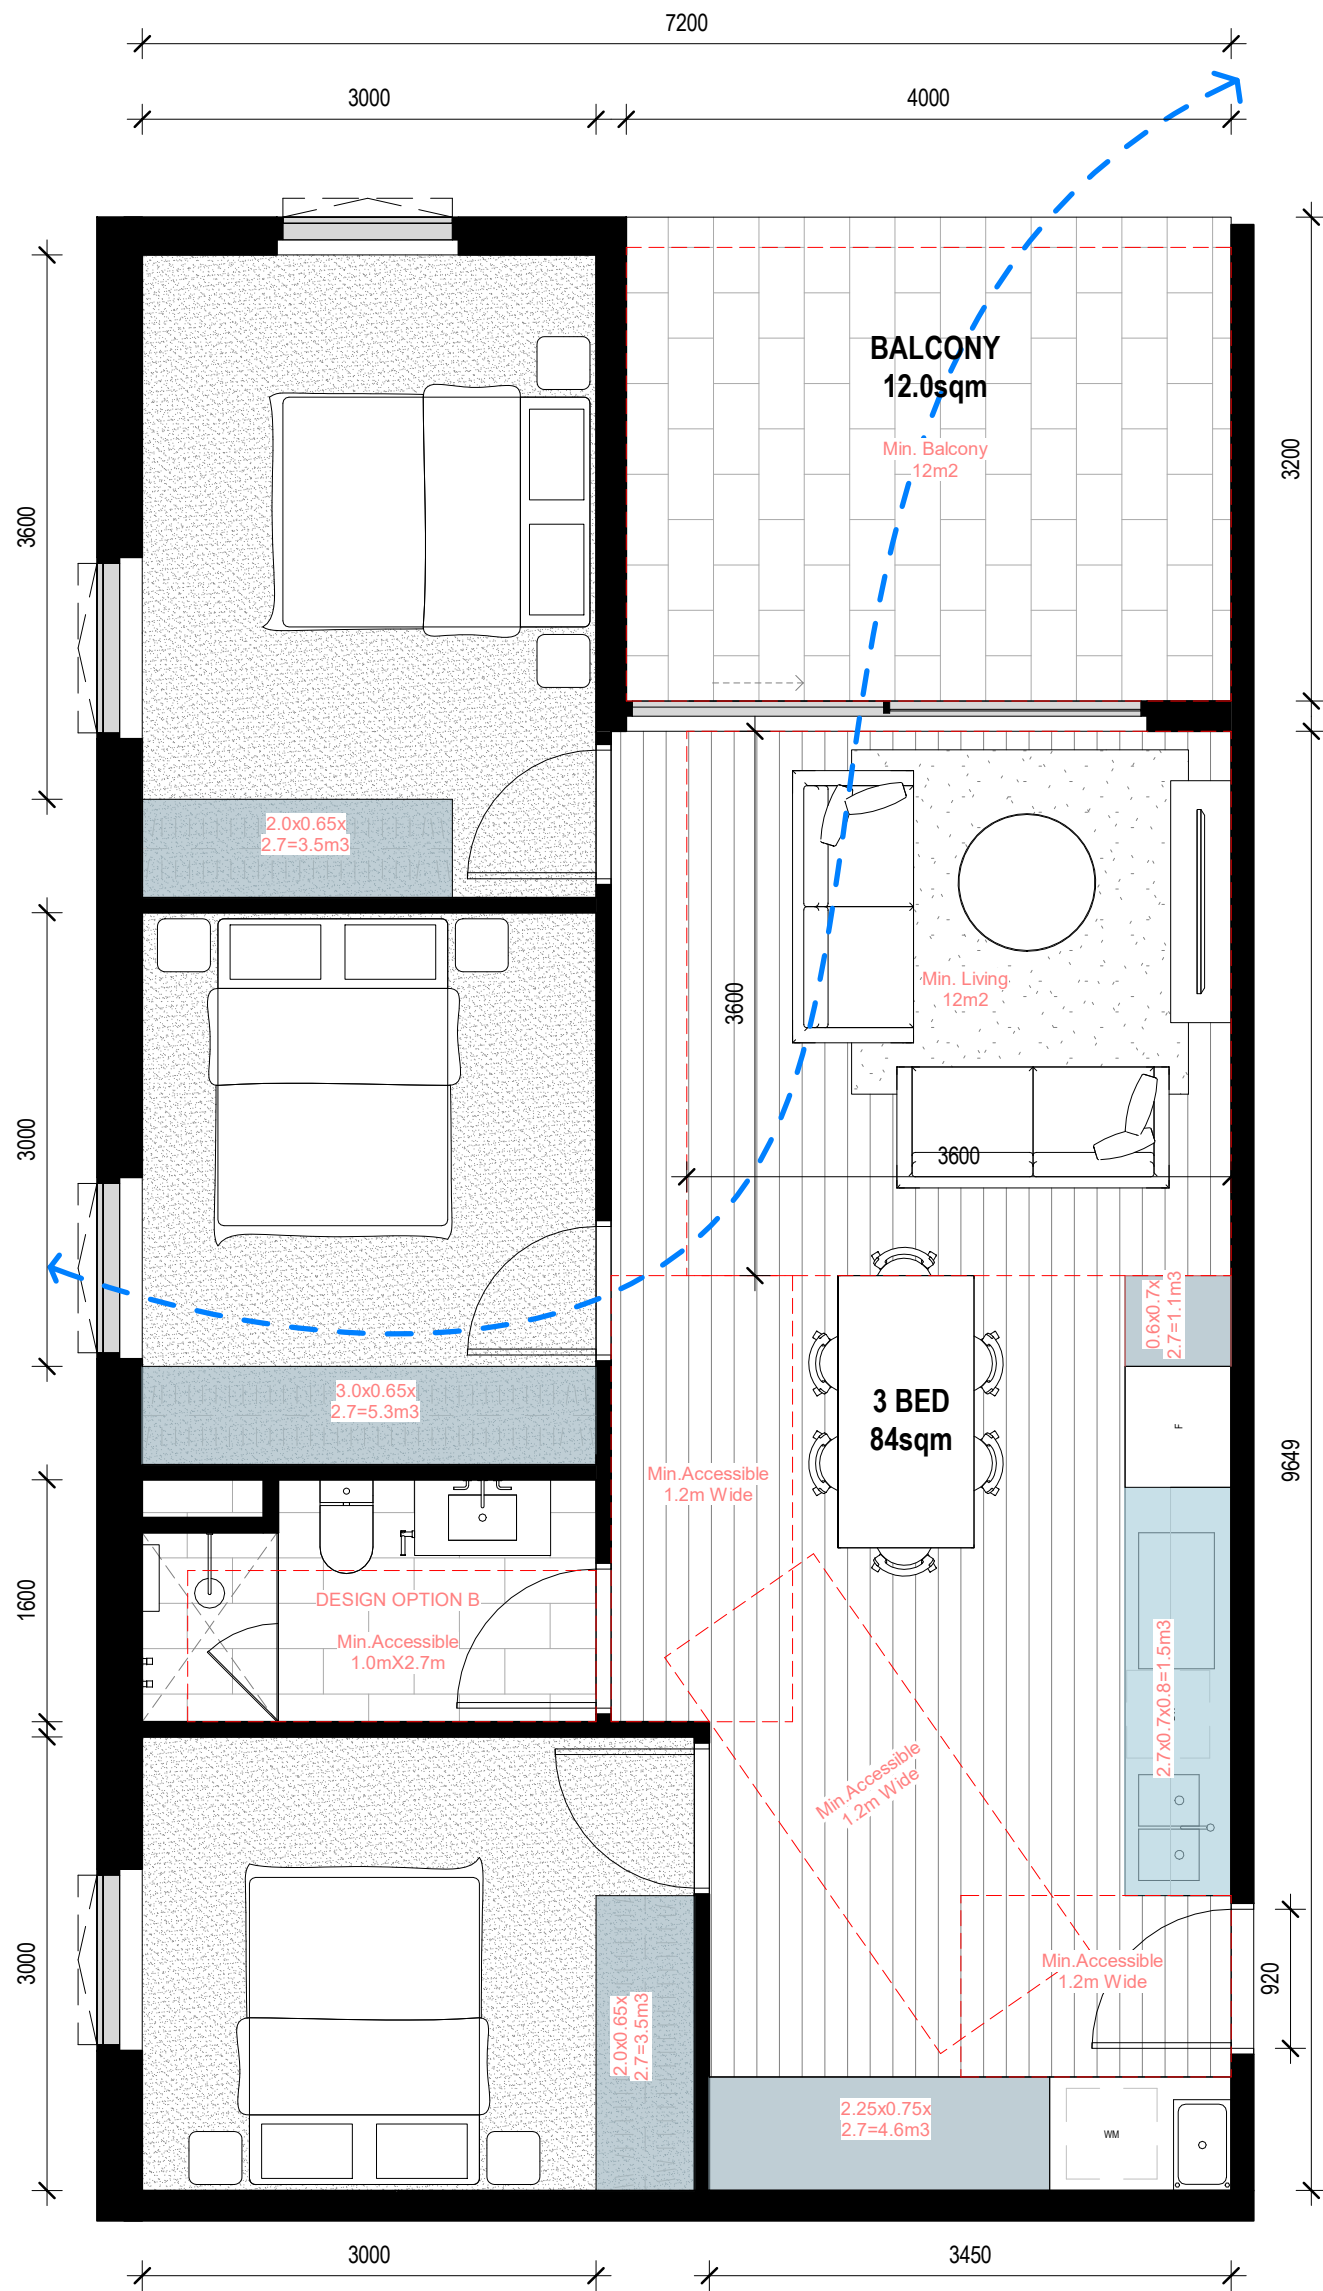 7200
3000
4000
BALCONY
12.0sqm
Min. Balcony
12m2
3200
3600
2.0x0.65x
2.7=3.5m3
3600
Min. Living
12m2
3000
3600
0.6x0.7x
2.7=1.1m3
3.0x0.65x
2.7=5.3m3
3 BED
84sqm
F
9649
Min.Accessible
1.2m Wide
1600
DESIGN OPTION B
Min.Accessible
1.0mX2.7m
2.7x0.7x0.8=1.5m3
Min.Accessible
1.2m Wide
3000
Min.Accessible
1.2m Wide
920
2.0x0.65x
2.7=3.5m3
2.25x0.75x
2.7=4.6m3
WM
3000
3450